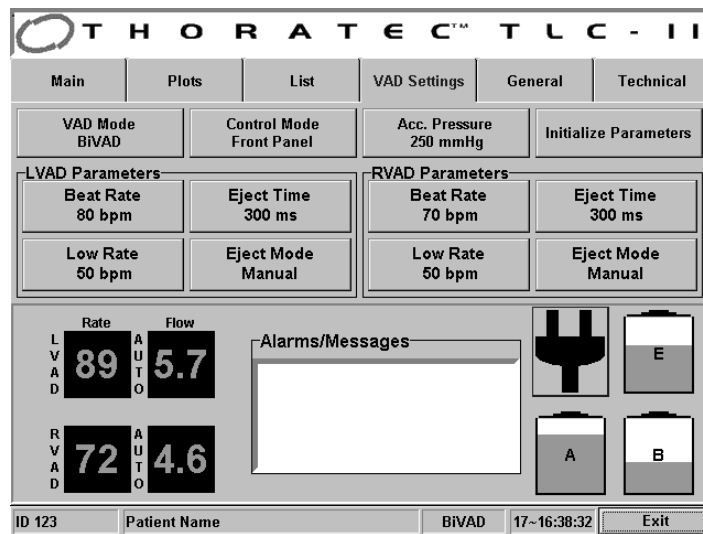 THORATEC™ TLC-II
Main Plots List VAD Settings General Technical
VAD Mode
BiVAD
Control Mode
Front Panel
Acc. Pressure
250 mmHg
Initialize Parameters
LVAD Parameters
Beat Rate
80 bpm
Eject Time
300 ms
Low Rate
50 bpm
Eject Mode
Manual
RVAD Parameters
Beat Rate
70 bpm
Eject Time
300 ms
Low Rate
50 bpm
Eject Mode
Manual
Rate Flow
LVAD 89 AUTO 5.7
RVAD 72 AUTO 4.6
Alarms/Messages
E
A B
ID 123 Patient Name BiVAD 17~16:38:32 Exit